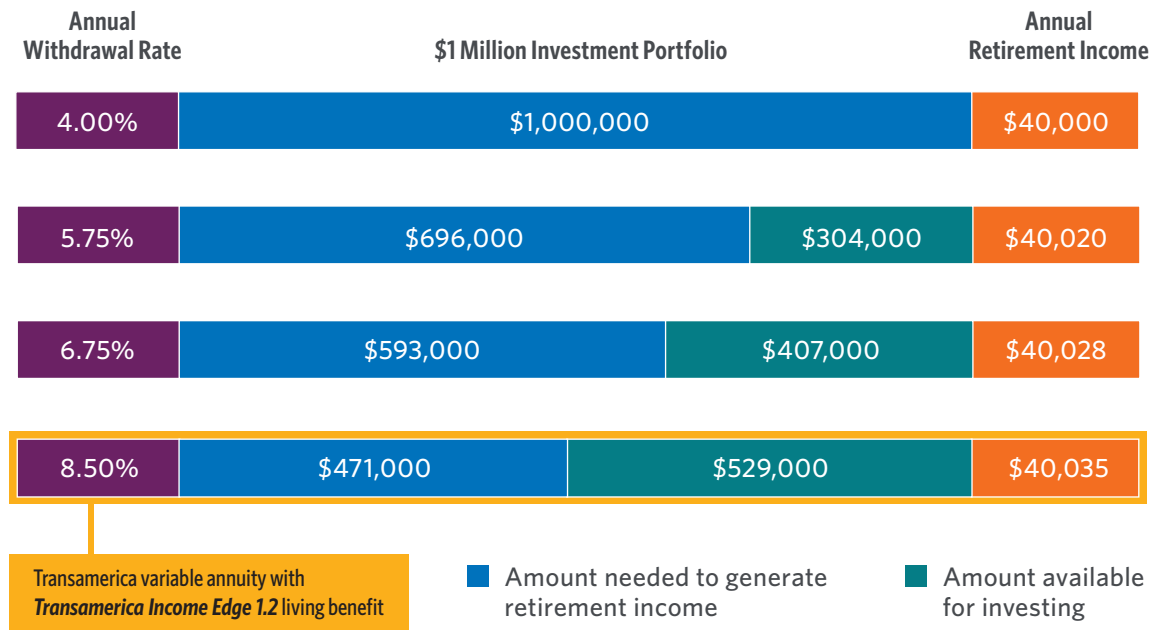 Annual
Withdrawal Rate
$1 Million Investment Portfolio
Annual
Retirement Income
4.00%
$1,000,000
$40,000
5.75%
$696,000
$304,000
$40,020
6.75%
$593,000
$407,000
$40,028
8.50%
$471,000
$529,000
$40,035
Transamerica variable annuity with
Transamerica Income Edge 1.2 living benefit
Amount needed to generate
retirement income
Amount available
for investing